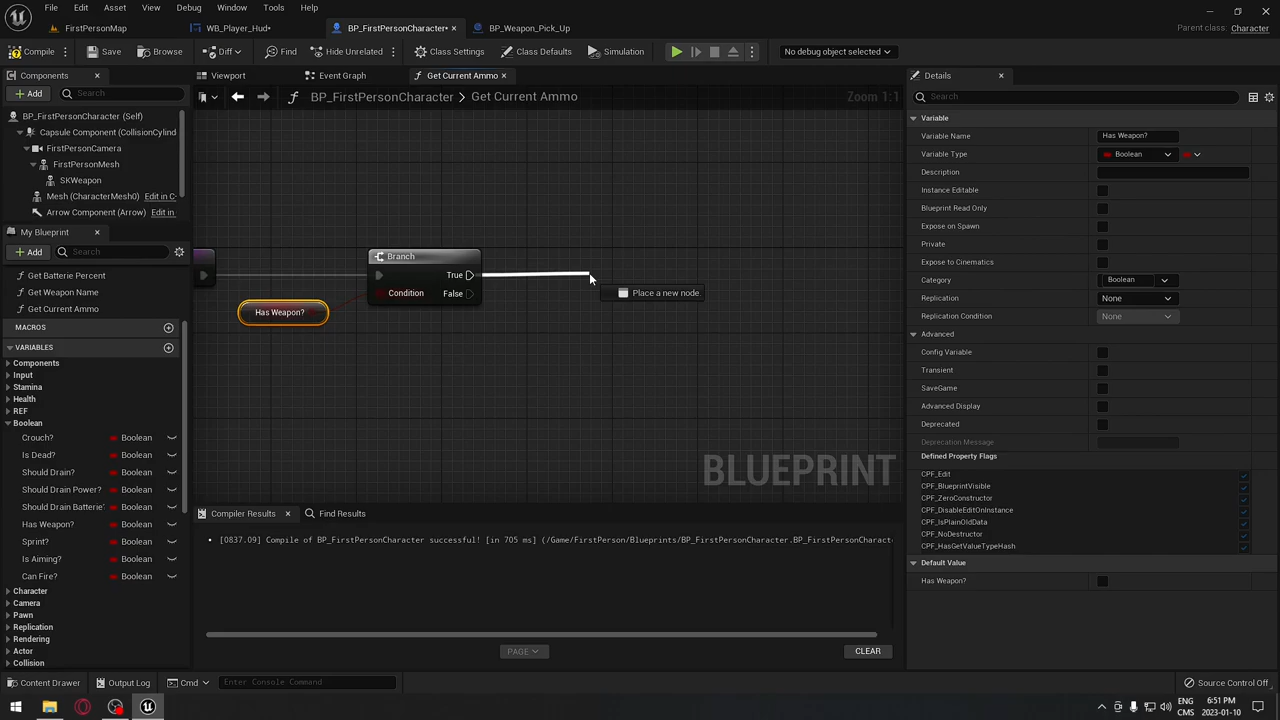 File Edit Asset View Debug Window Tools Help
FirstPersonMap WB_Player_Hud• BP_FirstPersonCharacter• × BP_Weapon_Pick_Up
Parent class: Character
Compile Save Browse Diff Find Hide Unrelated Class Settings Class Defaults Simulation No debug object selected
Components × Viewport Event Graph Get Current Ammo × Details ×
+ Add Search
BP_FirstPersonCharacter > Get Current Ammo Zoom 1:1
Search
BP_FirstPersonCharacter (Self)
Capsule Component (CollisionCylind
FirstPersonCamera
FirstPersonMesh
SKWeapon
Mesh (CharacterMesh0) Edit in C
Arrow Component (Arrow) Edit in
My Blueprint ×
+ Add Search
Get Batterie Percent
Get Weapon Name
Get Current Ammo
MACROS
VARIABLES
Components
Input
Stamina
Health
REF
Boolean
Crouch? Boolean
Is Dead? Boolean
Should Drain? Boolean
Should Drain Power? Boolean
Should Drain Batterie' Boolean
Has Weapon? Boolean
Sprint? Boolean
Is Aiming? Boolean
Can Fire? Boolean
Character
Camera
Pawn
Replication
Rendering
Actor
Collision
Branch
True
Condition False
Has Weapon?
Place a new node
BLUEPRINT
Compiler Results × Find Results
[0837.09] Compile of BP_FirstPersonCharacter successful! [in 705 ms] (/Game/FirstPerson/Blueprints/BP_FirstPersonCharacter.BP_FirstPersonCharacte
PAGE CLEAR
Variable
Variable Name Has Weapon?
Variable Type Boolean
Description
Instance Editable
Blueprint Read Only
Expose on Spawn
Private
Expose to Cinematics
Category Boolean
Replication None
Replication Condition None
Advanced
Config Variable
Transient
SaveGame
Advanced Display
Deprecated
Deprecation Message
Defined Property Flags
CPF_Edit
CPF_BlueprintVisible
CPF_ZeroConstructor
CPF_DisableEditOnInstance
CPF_IsPlainOldData
CPF_NoDestructor
CPF_HasGetValueTypeHash
Default Value
Has Weapon?
Content Drawer Output Log Cmd Enter Console Command Source Control Off
ENG 6:51 PM
CMS 2023-01-10